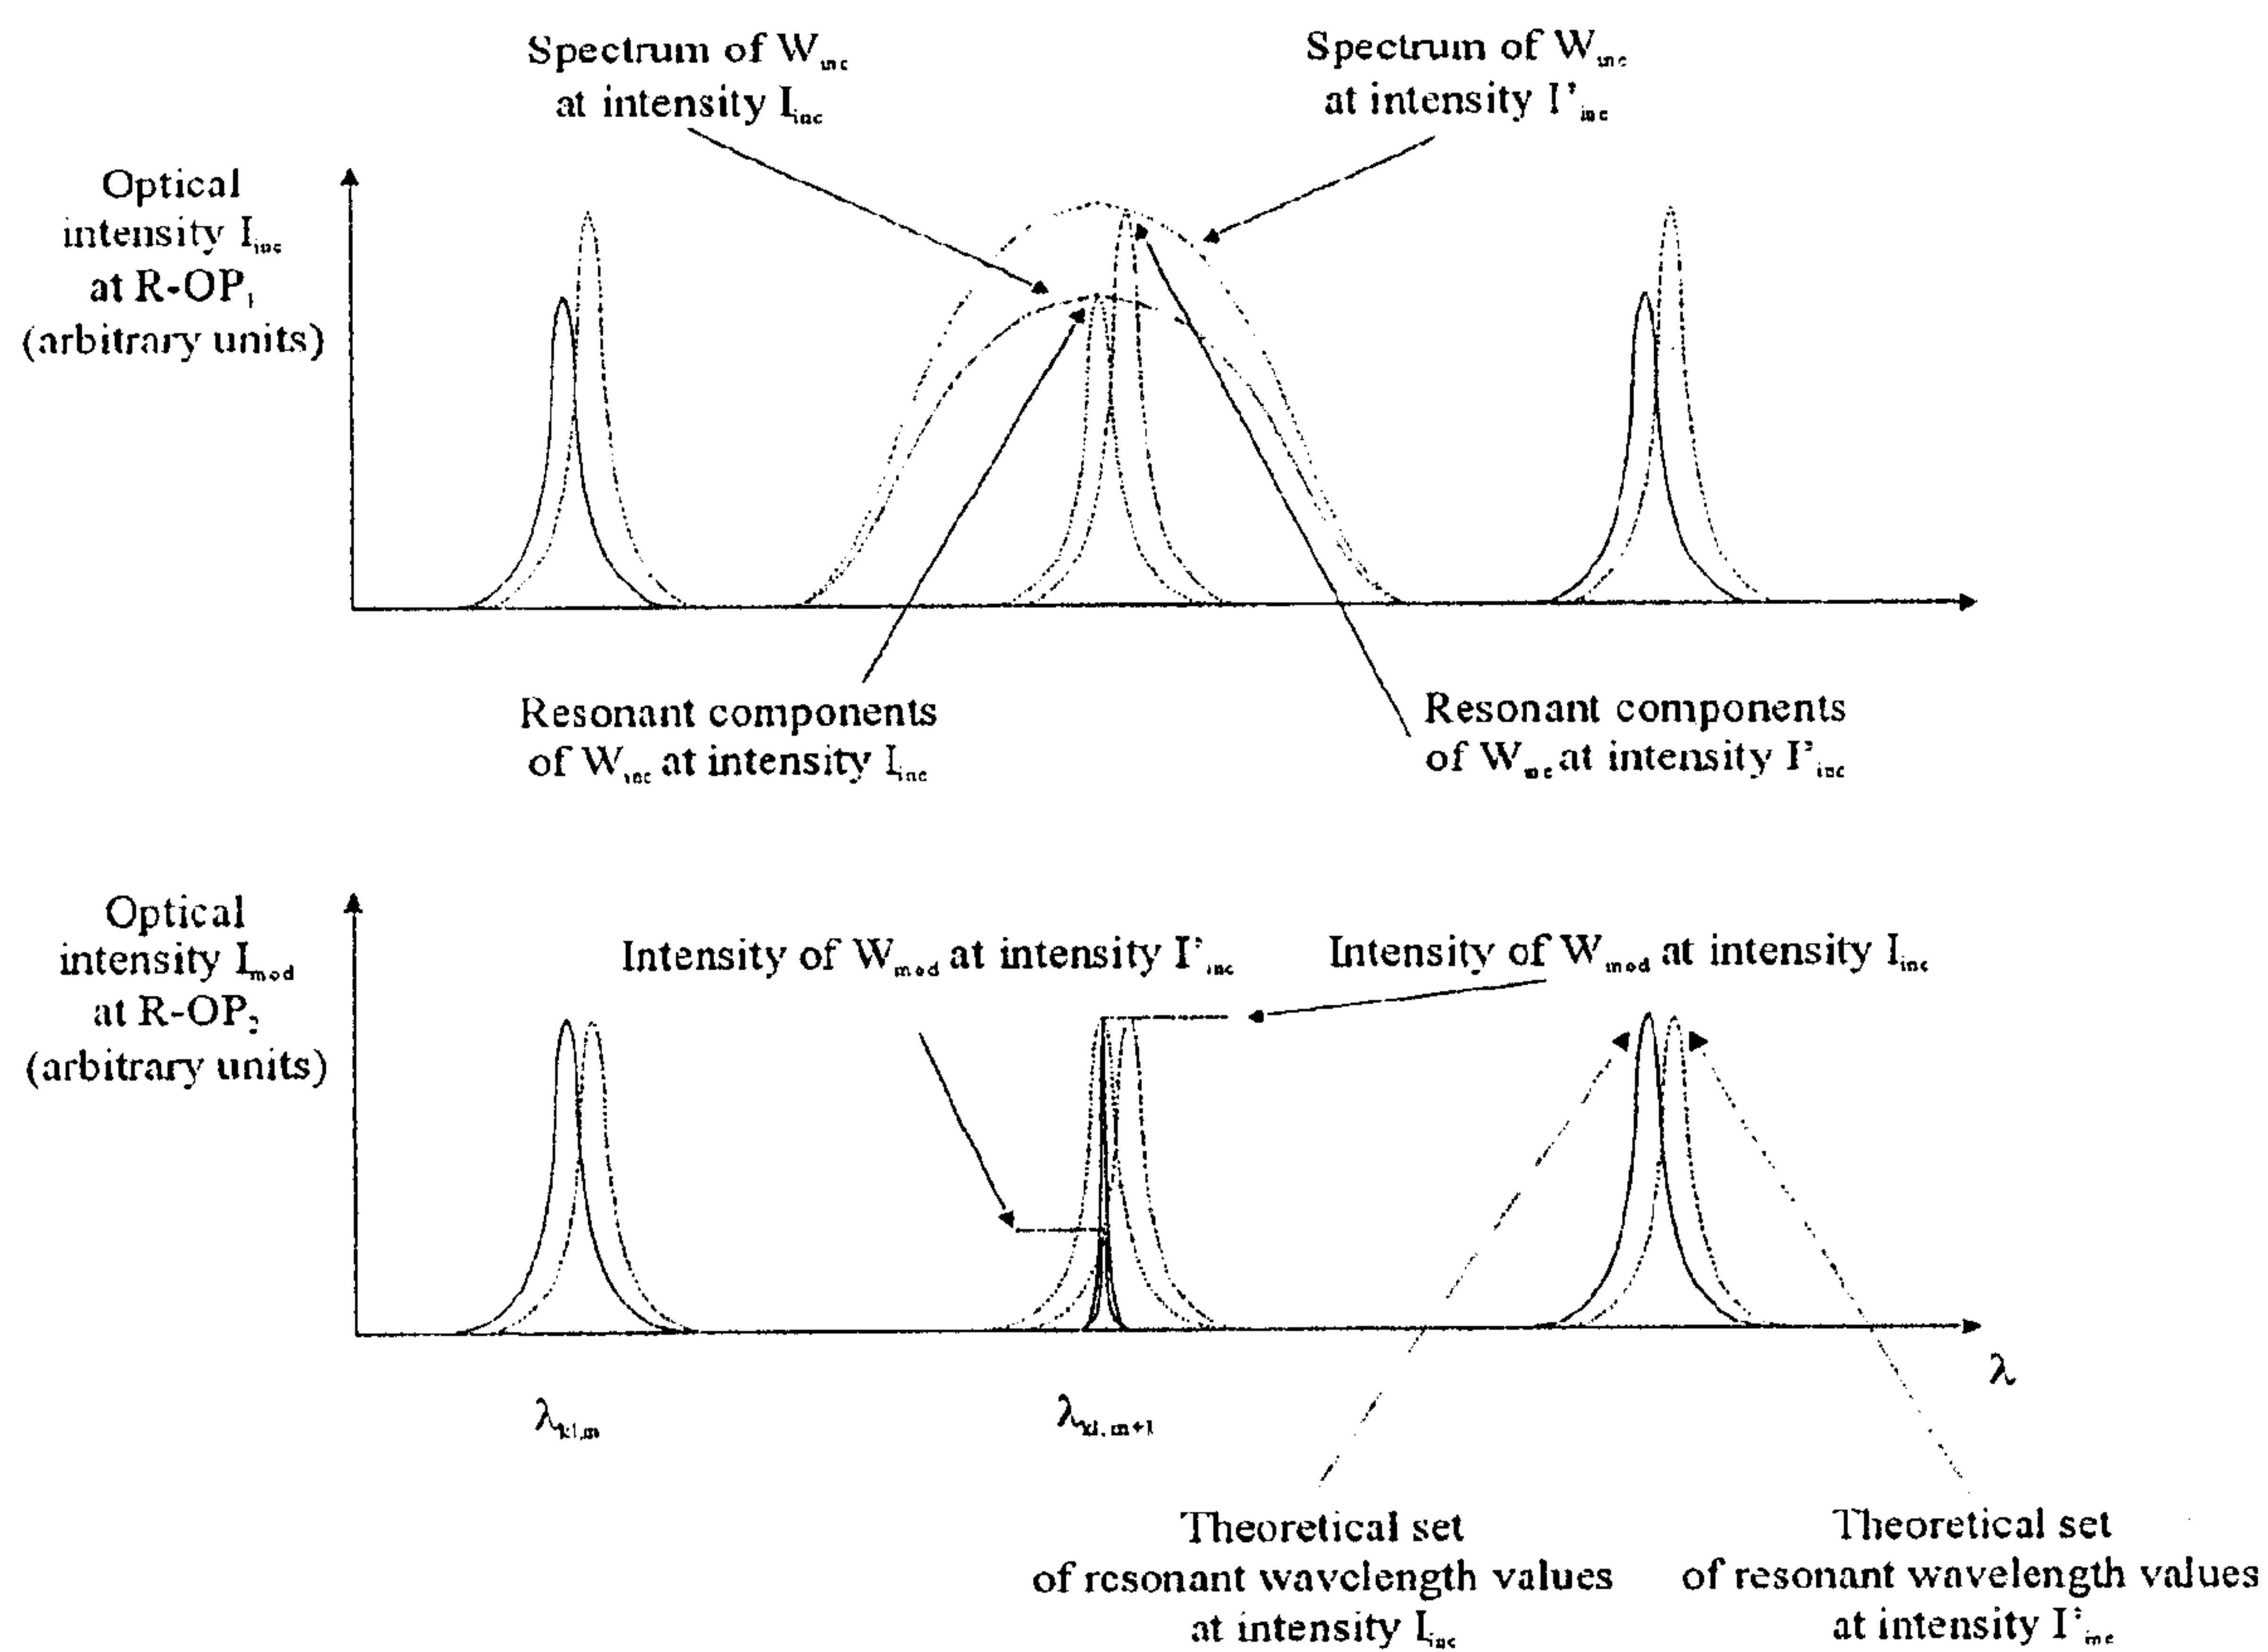 Spectrum of W_inc
at intensity I_inc
Spectrum of W_inc
at intensity I'_inc
Optical
intensity I_inc
at R-OP_1
(arbitrary units)
Resonant components
of W_inc at intensity I_inc
Resonant components
of W_inc at intensity I'_inc
Optical
intensity I_mod
at R-OP_2
(arbitrary units)
Intensity of W_mod at intensity I'_inc
Intensity of W_mod at intensity I_inc
λ
λ_kl,m
λ_kl,m+1
Theoretical set
of resonant wavelength values
at intensity I_inc
Theoretical set
of resonant wavelength values
at intensity I'_inc